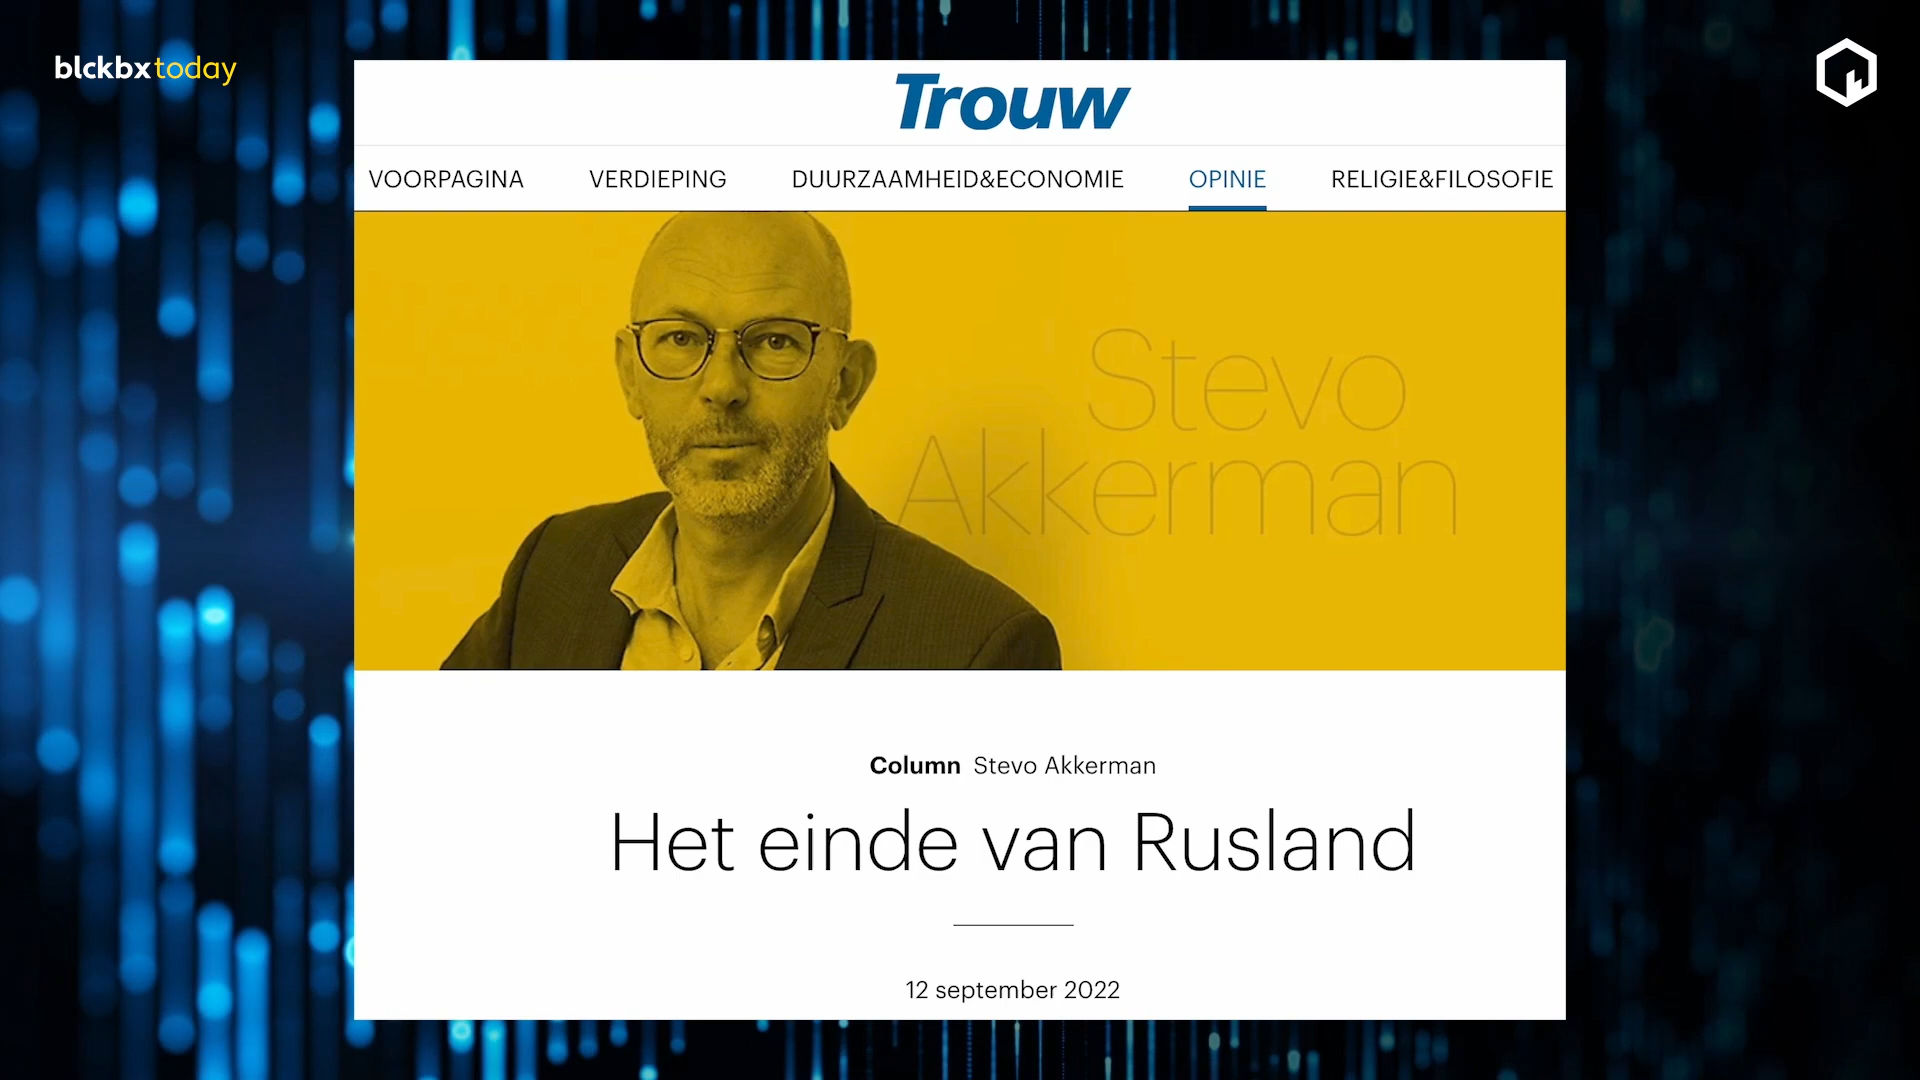 blckbxtoday
Trouw
VOORPAGINA VERDIEPING DUURZAAMHEID&ECONOMIE OPINIE RELIGIE&FILOSOFIE
Stevo
Akkerman
Column Stevo Akkerman
Het einde van Rusland
12 september 2022